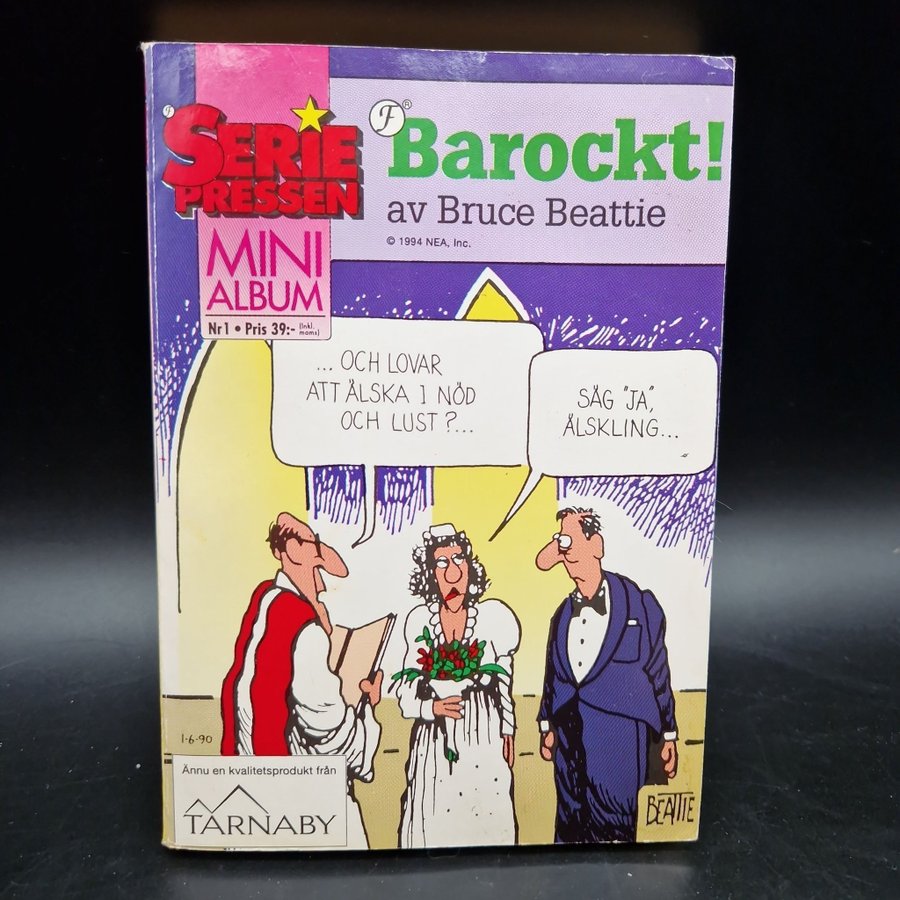 SERIE
PRESSEN
MINI
ALBUM
Nr 1 • Pris 39:- (Inkl. moms)
F®
Barockt!
av Bruce Beattie
© 1994 NEA, Inc.
... OCH LOVAR
ATT ÄLSKA I NÖD
OCH LUST?...
SÄG "JA",
ÄLSKLING...
1-6-90
Ännu en kvalitetsprodukt från
TÄRNABY
BEATTIE